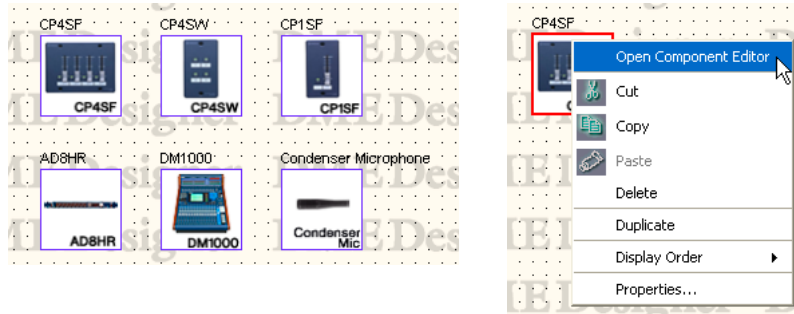 CP4SF
CP4SW
CP1SF
CP4SF
CP4SW
CP1SF
AD8HR
DM1000
Condenser Microphone
AD8HR
DM1000
Condenser
Mic
CP4SF
Open Component Editor
Cut
Copy
Paste
Delete
Duplicate
Display Order
Properties...